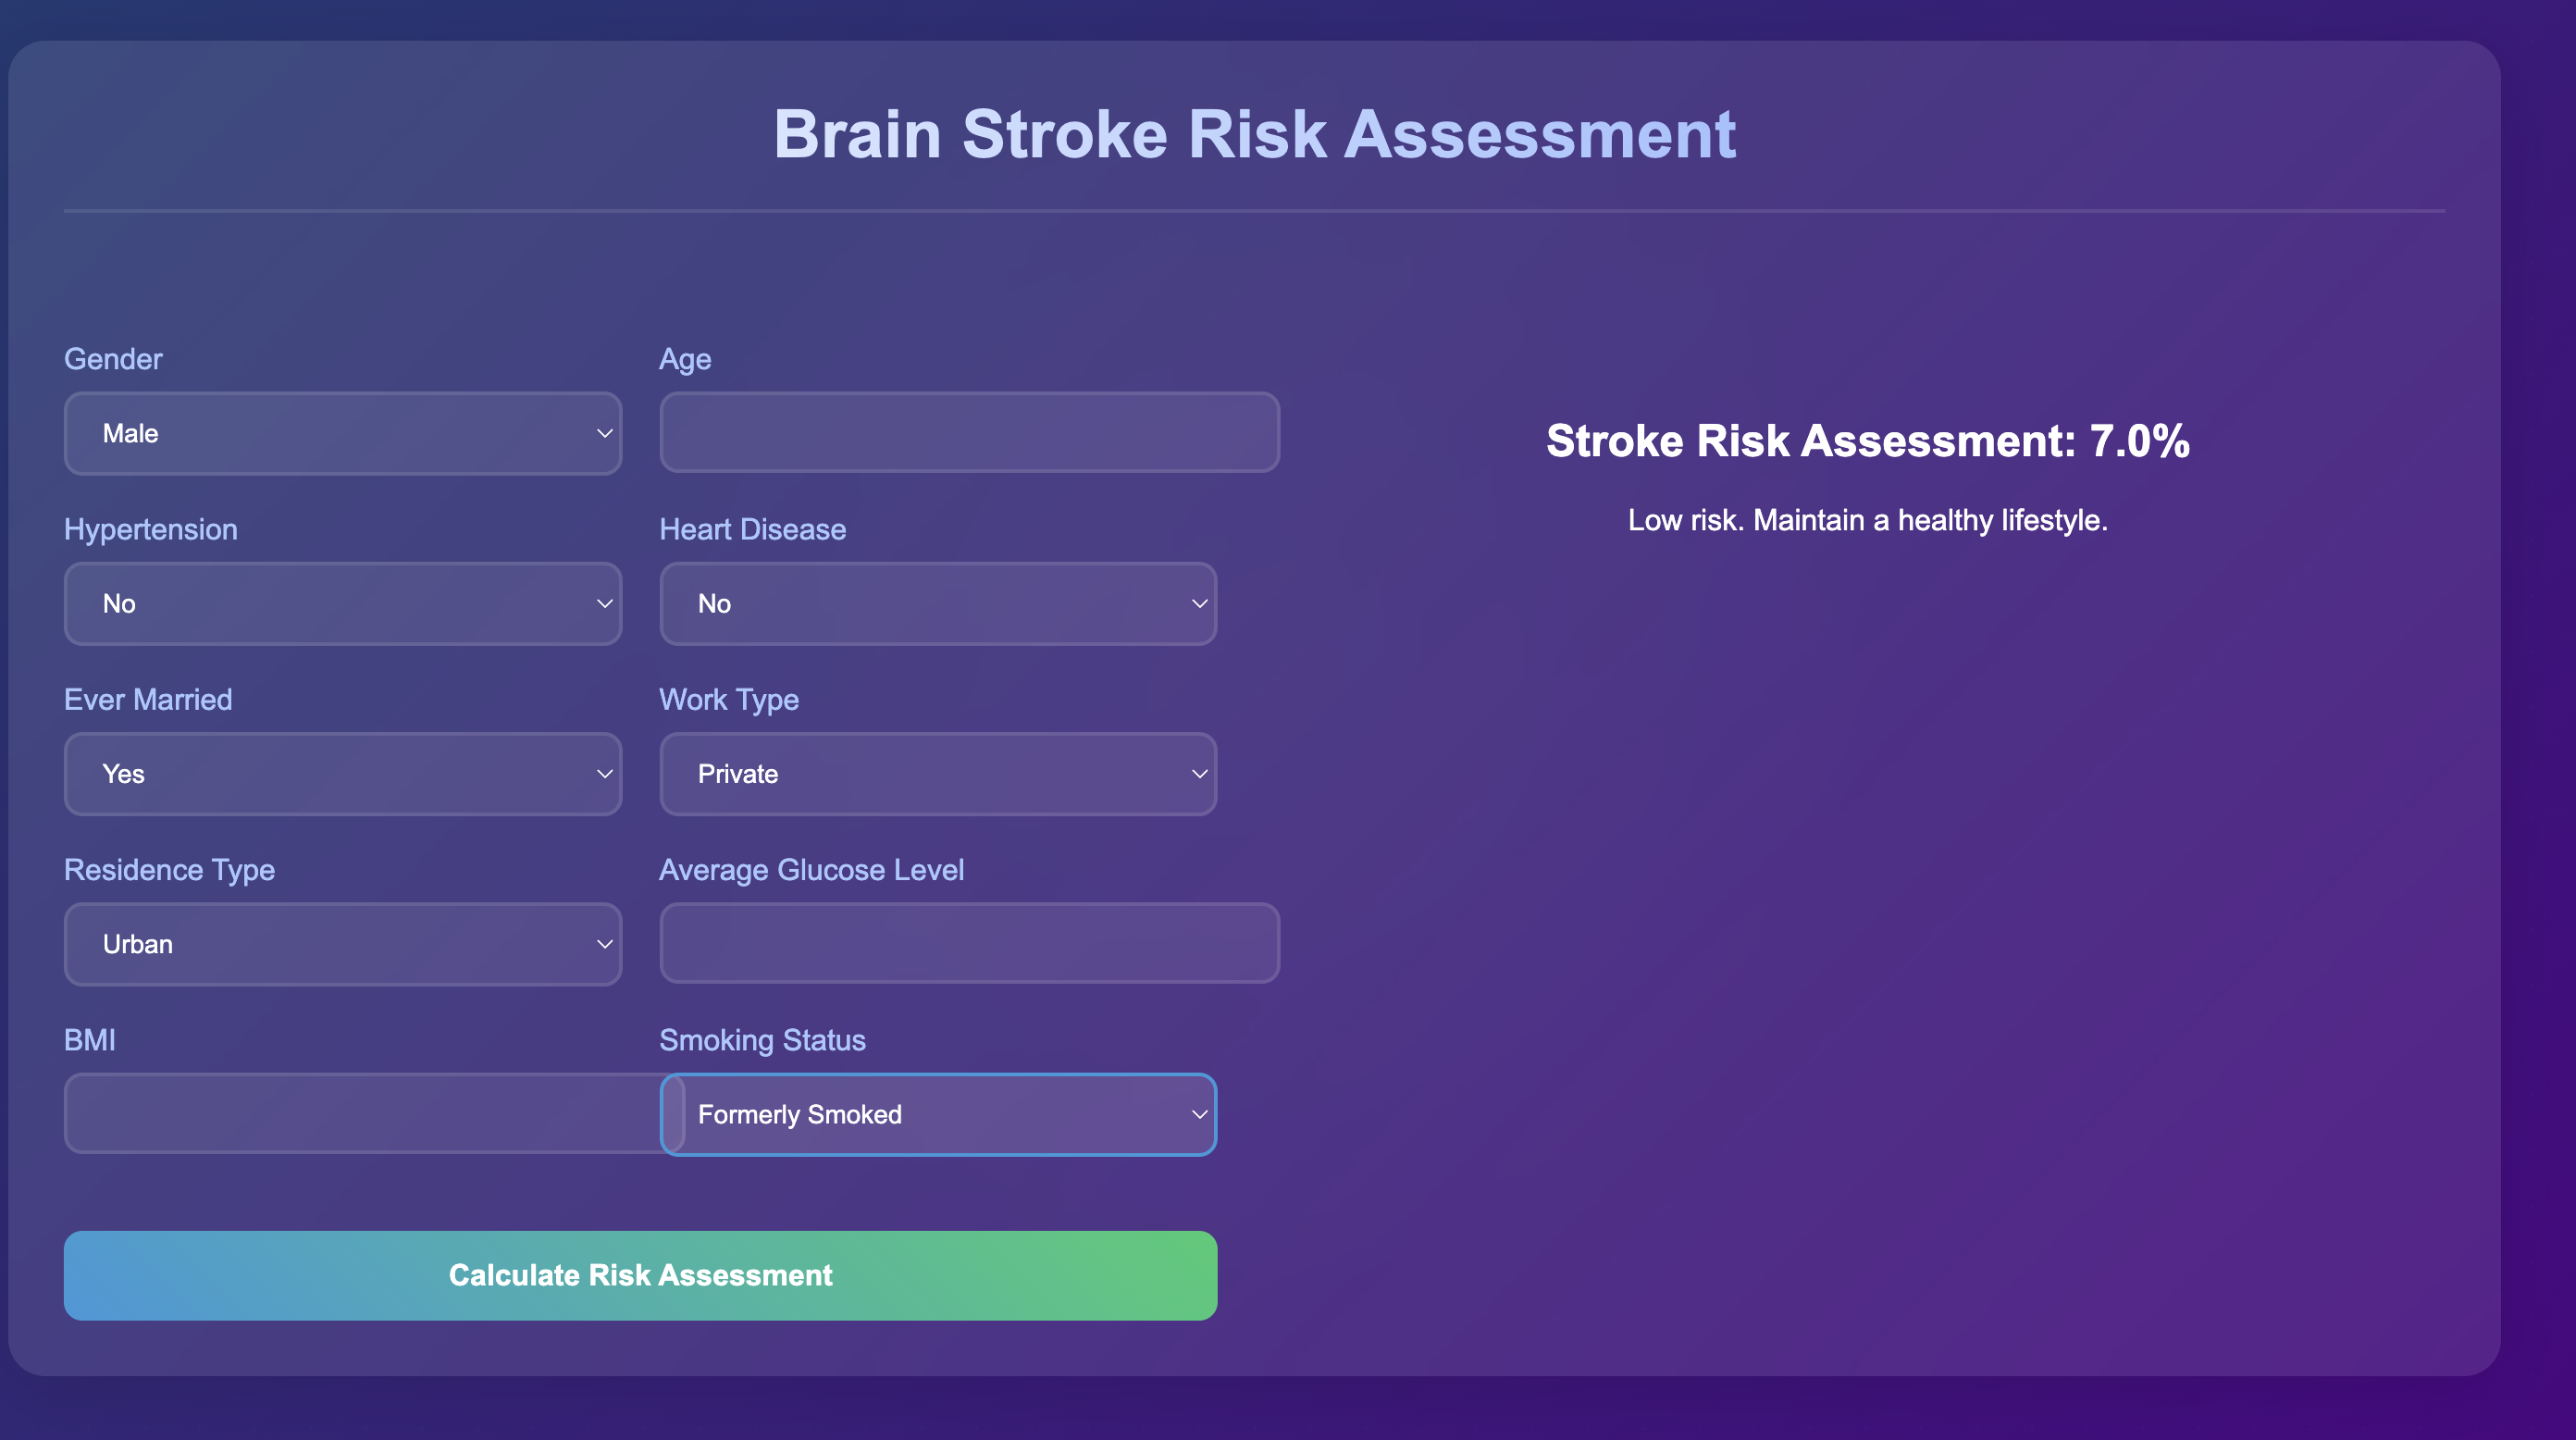 Brain Stroke Risk Assessment
Gender
Age
Male
Stroke Risk Assessment: 7.0%
Low risk. Maintain a healthy lifestyle.
Hypertension
Heart Disease
No
No
Ever Married
Work Type
Yes
Private
Residence Type
Average Glucose Level
Urban
BMI
Smoking Status
Formerly Smoked
Calculate Risk Assessment